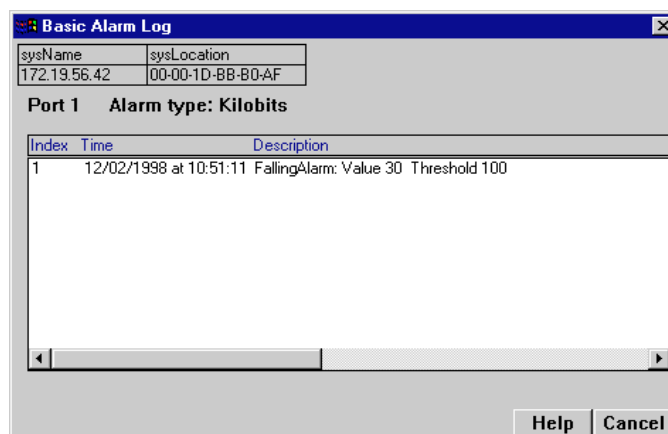 Basic Alarm Log
sysName sysLocation
172.19.56.42 00-00-1D-BB-B0-AF
Port 1 Alarm type: Kilobits
Index Time Description
1 12/02/1998 at 10:51:11 FallingAlarm: Value 30 Threshold 100
Help Cancel